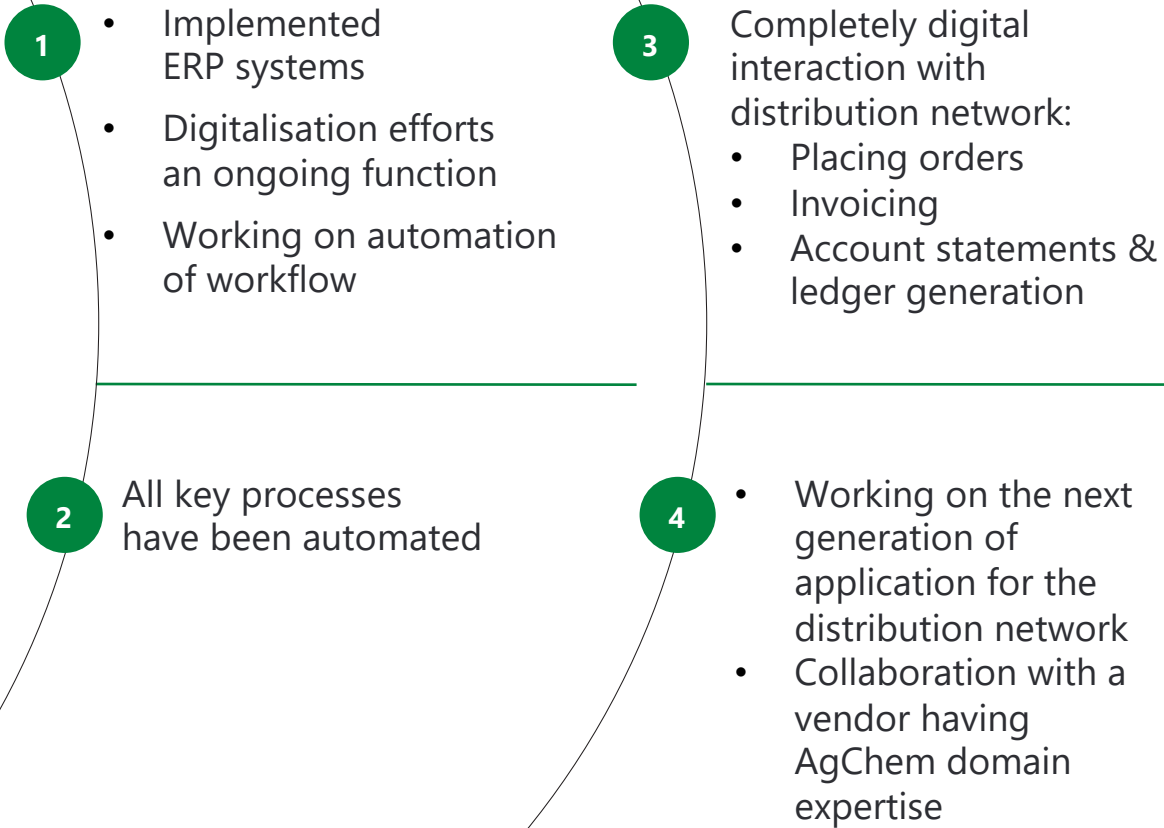 1
• Implemented
ERP systems
• Digitalisation efforts
an ongoing function
• Working on automation
of workflow
2
All key processes
have been automated
3
Completely digital
interaction with
distribution network:
• Placing orders
• Invoicing
• Account statements &
ledger generation
4
• Working on the next
generation of
application for the
distribution network
• Collaboration with a
vendor having
AgChem domain
expertise